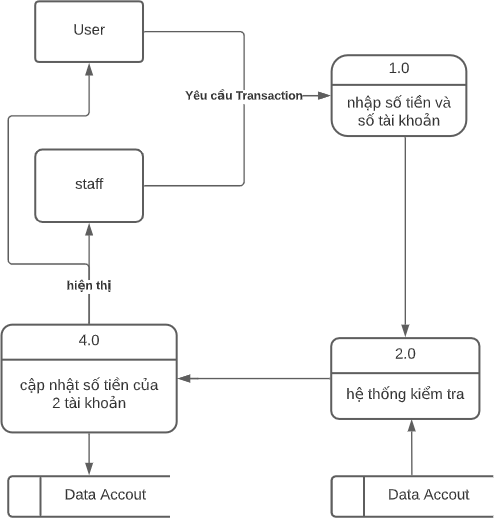 User
1.0
Yêu cầu Transaction
nhập số tiền và
số tài khoản
staff
hiện thị
4.0
2.0
cập nhật số tiền của
2 tài khoản
hệ thống kiểm tra
Data Accout
Data Accout